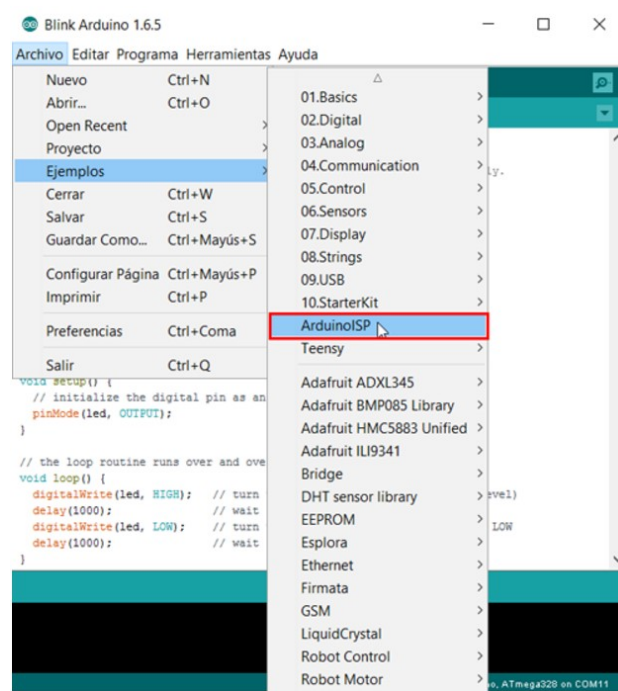 Blink Arduino 1.6.5
Archivo Editar Programa Herramientas Ayuda
Nuevo Ctrl+N
Abrir... Ctrl+O
Open Recent
Proyecto
Ejemplos
Cerrar Ctrl+W
Salvar Ctrl+S
Guardar Como... Ctrl+Mayús+S
Configurar Página Ctrl+Mayús+P
Imprimir Ctrl+P
Preferencias Ctrl+Coma
Salir Ctrl+Q
01.Basics
02.Digital
03.Analog
04.Communication
05.Control
06.Sensors
07.Display
08.Strings
09.USB
10.StarterKit
ArduinoISP
Teensy
Adafruit ADXL345
Adafruit BMP085 Library
Adafruit HMC5883 Unified
Adafruit ILI9341
Bridge
DHT sensor library
EEPROM
Esplora
Ethernet
Firmata
GSM
LiquidCrystal
Robot Control
Robot Motor
ly.
void setup() {
// initialize the digital pin as an
pinMode(led, OUTPUT);
}
// the loop routine runs over and ove
void loop() {
digitalWrite(led, HIGH); // turn evel)
delay(1000); // wait
digitalWrite(led, LOW); // turn LOW
delay(1000); // wait
}
o, ATmega328 on COM11